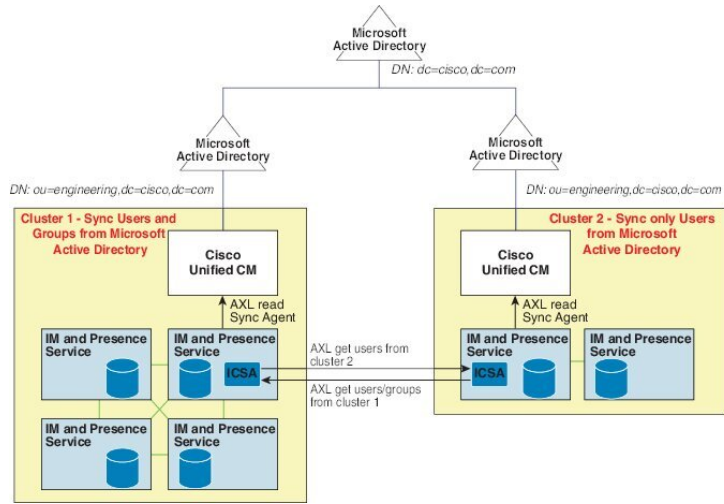 Microsoft
Active Directory
DN: dc=cisco,dc=com
Microsoft
Active Directory
Microsoft
Active Directory
DN: ou=engineering,dc=cisco,dc=com
DN: ou=engineering,dc=cisco,dc=com
Cluster 1 - Sync Users and
Groups from Microsoft
Active Directory
Cisco
Unified CM
AXL read
Sync Agent
IM and Presence
Service
IM and Presence
Service
ICSA
IM and Presence
Service
IM and Presence
Service
AXL get users from
cluster 2
AXL get users/groups
from cluster 1
Cluster 2 - Sync only Users
from Microsoft
Active Directory
Cisco
Unified CM
AXL read
Sync Agent
IM and Presence
Service
ICSA
IM and Presence
Service